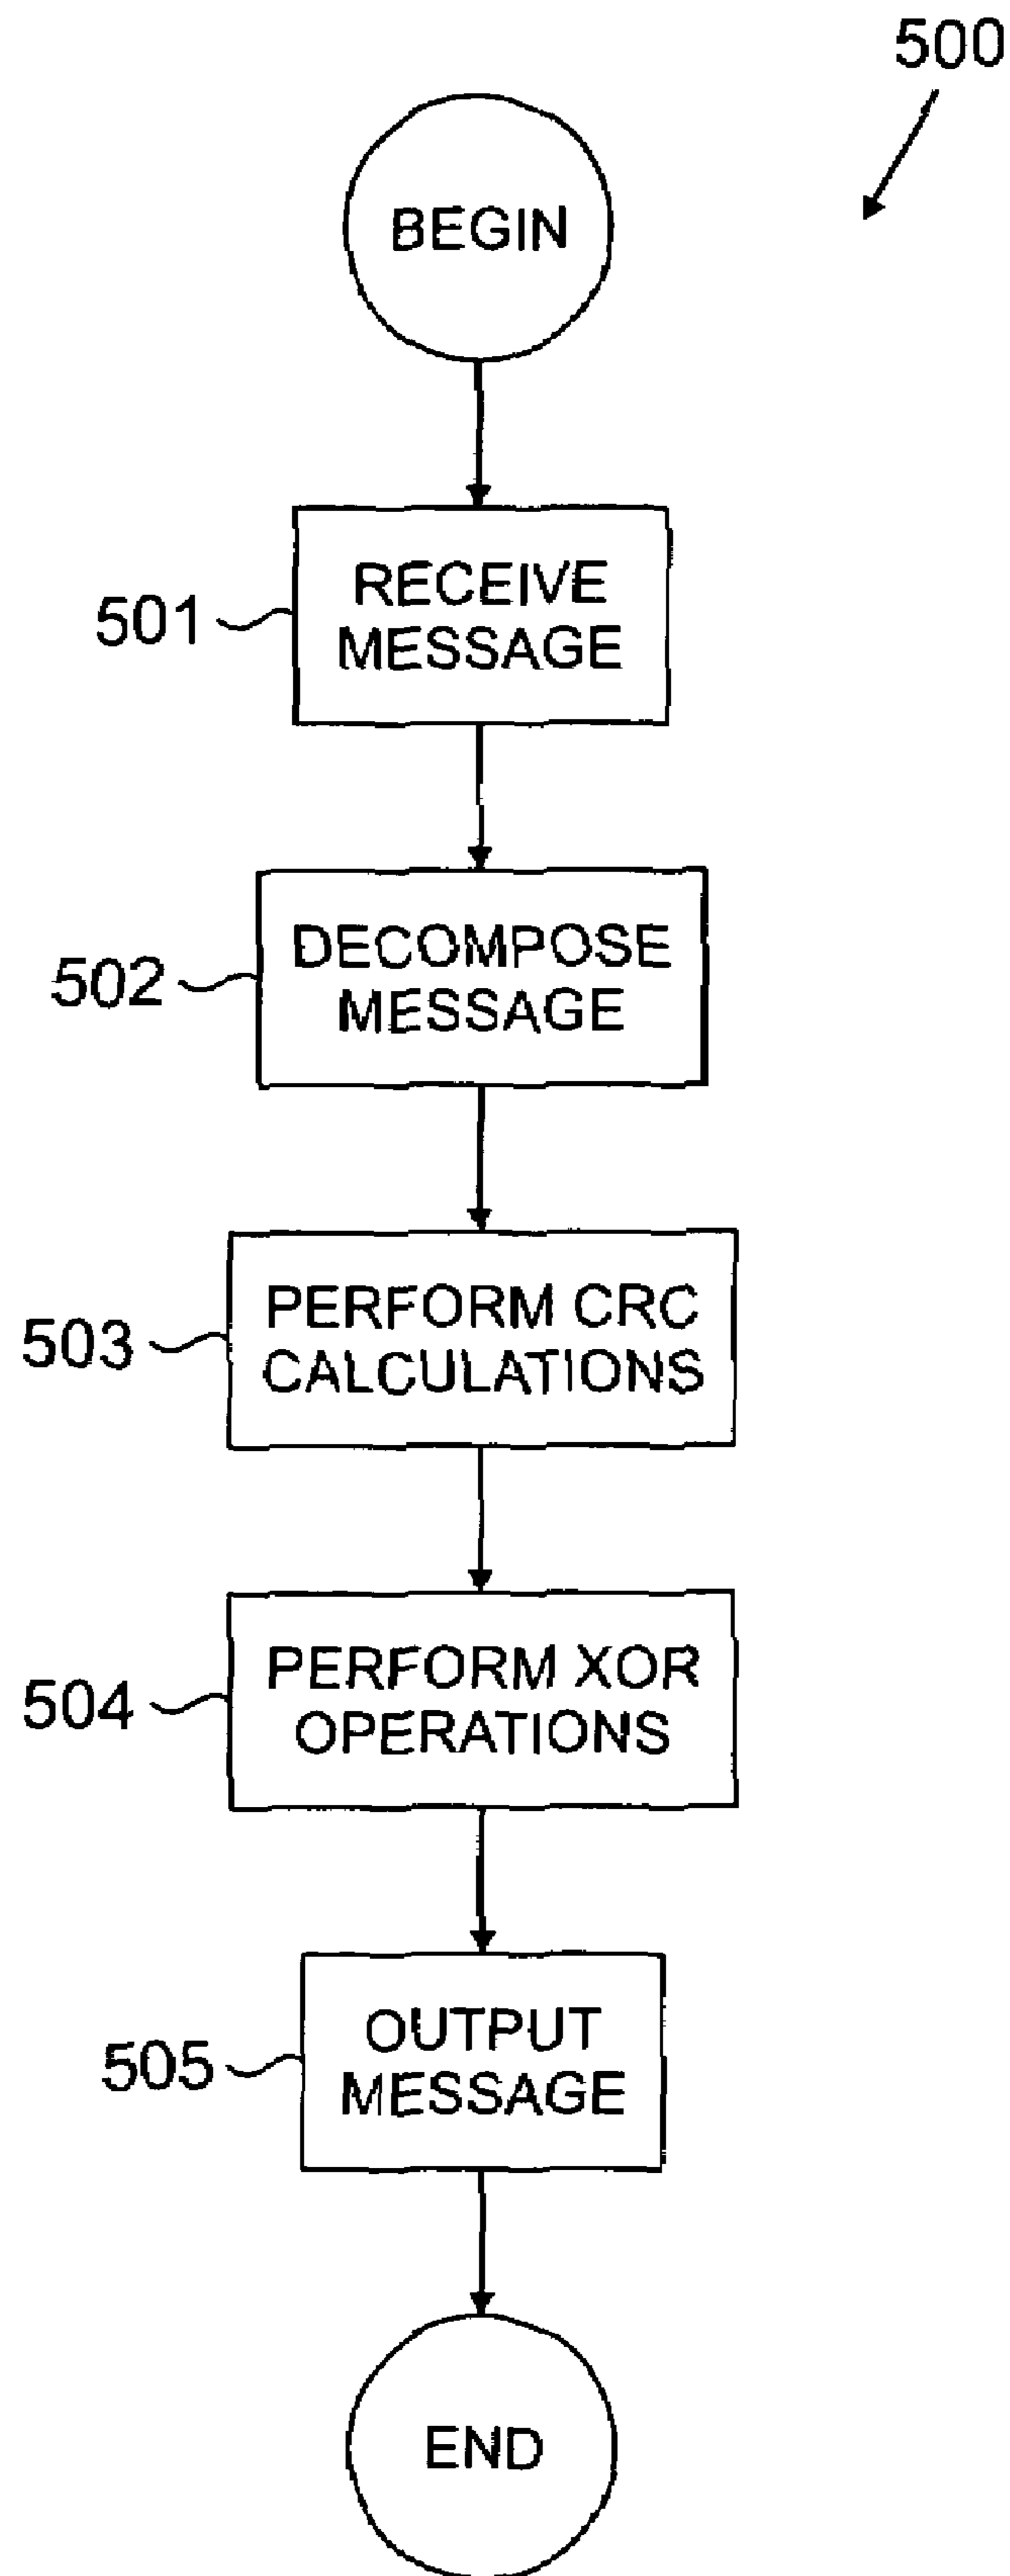 500
BEGIN
501
RECEIVE
MESSAGE
502
DECOMPOSE
MESSAGE
503
PERFORM CRC
CALCULATIONS
504
PERFORM XOR
OPERATIONS
505
OUTPUT
MESSAGE
END